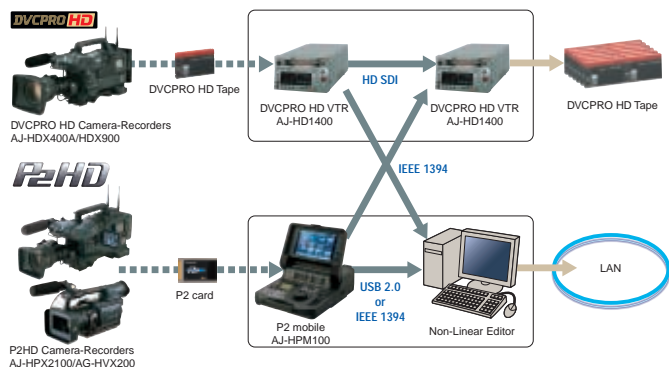 DVCPRO HD
DVCPRO HD Tape
DVCPRO HD Camera-Recorders
AJ-HDX400A/HDX900
DVCPRO HD VTR
AJ-HD1400
HD SDI
DVCPRO HD VTR
AJ-HD1400
DVCPRO HD Tape
IEEE 1394
P2HD
P2 card
P2HD Camera-Recorders
AJ-HPX2100/AG-HVX200
P2 mobile
AJ-HPM100
USB 2.0
or
IEEE 1394
Non-Linear Editor
LAN